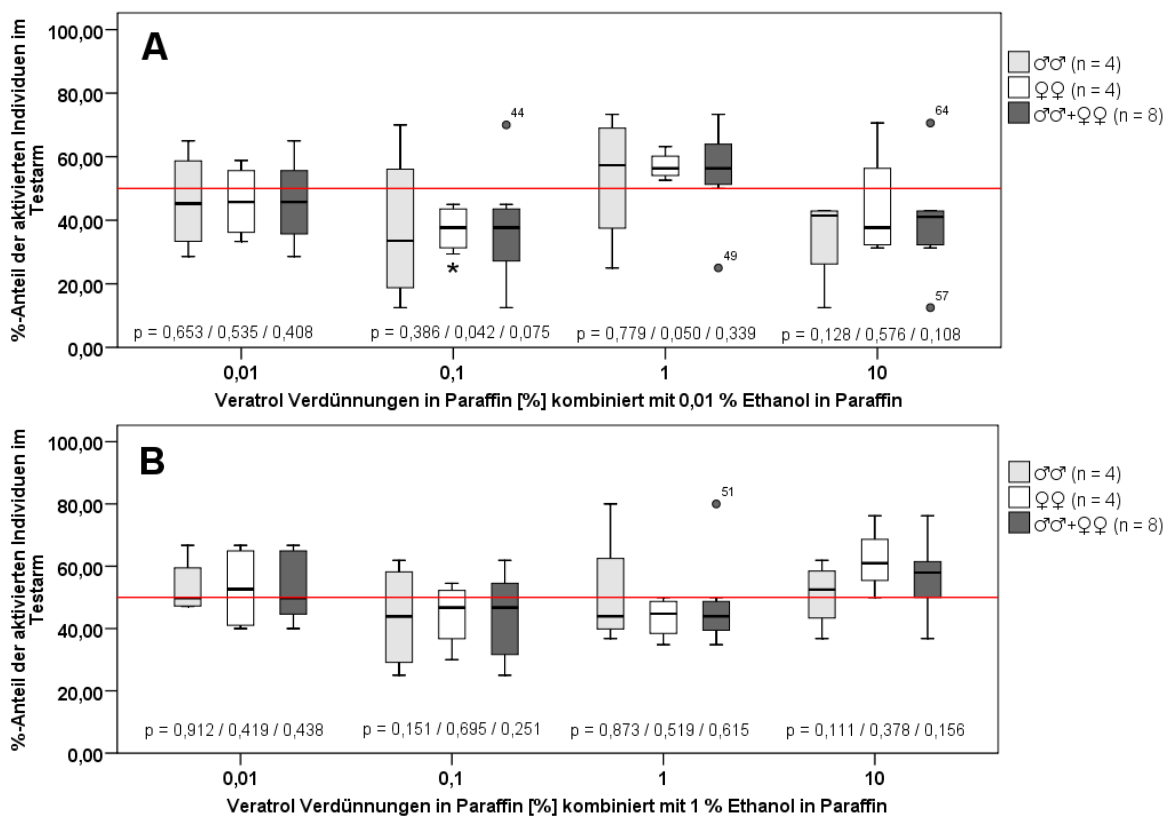 A
%-Anteil der aktivierten Individuen im
Testarm
100,00
80,00
60,00
40,00
20,00
0,00
♂♂ (n = 4)
♀♀ (n = 4)
♂♂+♀♀ (n = 8)
44
49
64
57
*
p = 0,653 / 0,535 / 0,408
p = 0,386 / 0,042 / 0,075
p = 0,779 / 0,050 / 0,339
p = 0,128 / 0,576 / 0,108
0,01
0,1
1
10
Veratrol Verdünnungen in Paraffin [%] kombiniert mit 0,01 % Ethanol in Paraffin
B
%-Anteil der aktivierten Individuen im
Testarm
100,00
80,00
60,00
40,00
20,00
0,00
♂♂ (n = 4)
♀♀ (n = 4)
♂♂+♀♀ (n = 8)
51
p = 0,912 / 0,419 / 0,438
p = 0,151 / 0,695 / 0,251
p = 0,873 / 0,519 / 0,615
p = 0,111 / 0,378 / 0,156
0,01
0,1
1
10
Veratrol Verdünnungen in Paraffin [%] kombiniert mit 1 % Ethanol in Paraffin